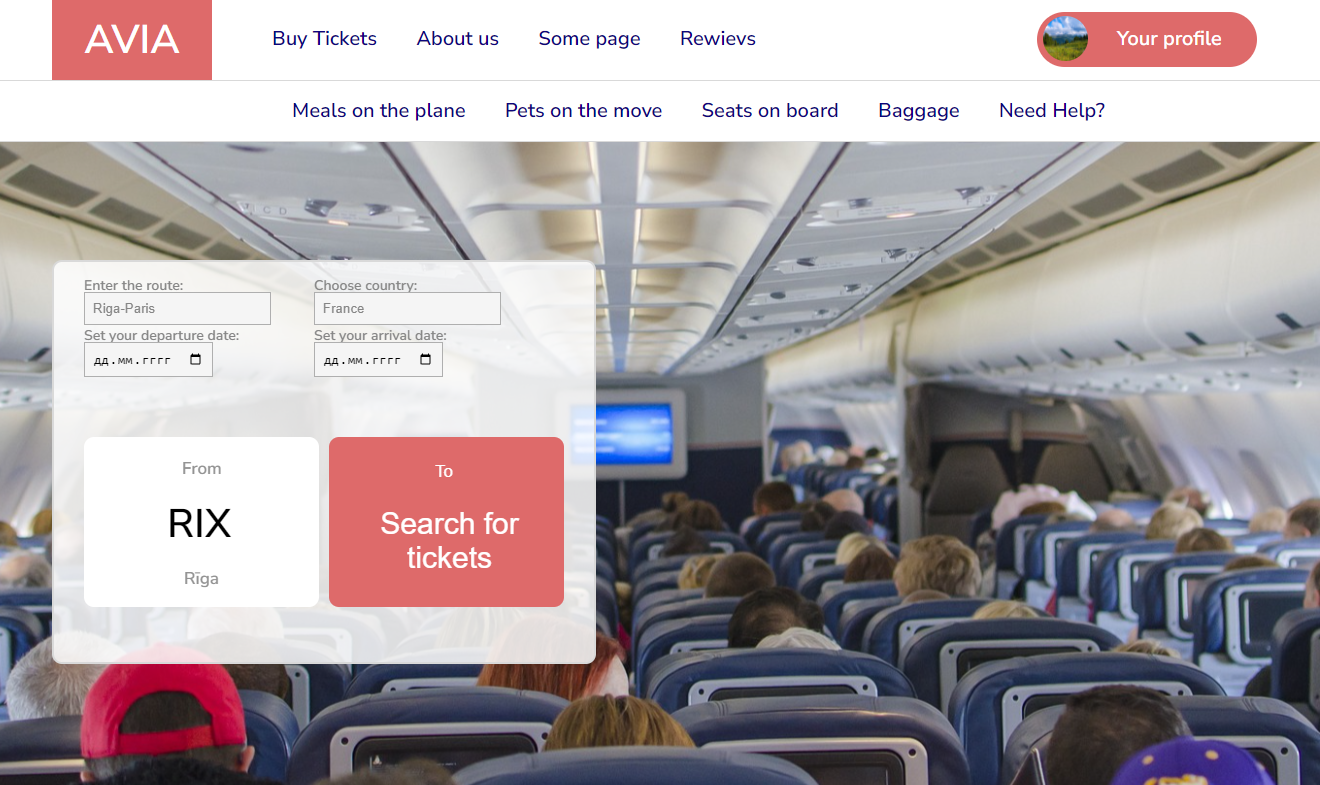 AVIA
Buy Tickets
About us
Some page
Rewievs
Your profile
Meals on the plane
Pets on the move
Seats on board
Baggage
Need Help?
Enter the route:
Choose country:
Riga-Paris
France
Set your departure date:
Set your arrival date:
дд.мм.гггг
дд.мм.гггг
From
To
RIX
Search for
tickets
Rīga